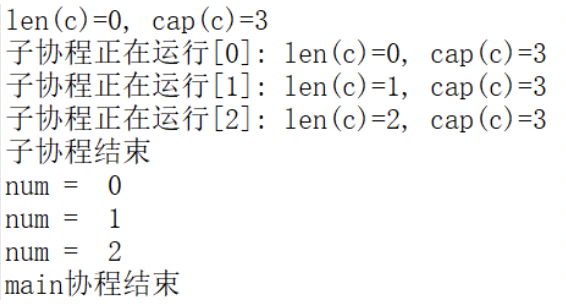 len(c)=0, cap(c)=3
子协程正在运行[0]: len(c)=0, cap(c)=3
子协程正在运行[1]: len(c)=1, cap(c)=3
子协程正在运行[2]: len(c)=2, cap(c)=3
子协程结束
num =  0
num =  1
num =  2
main协程结束